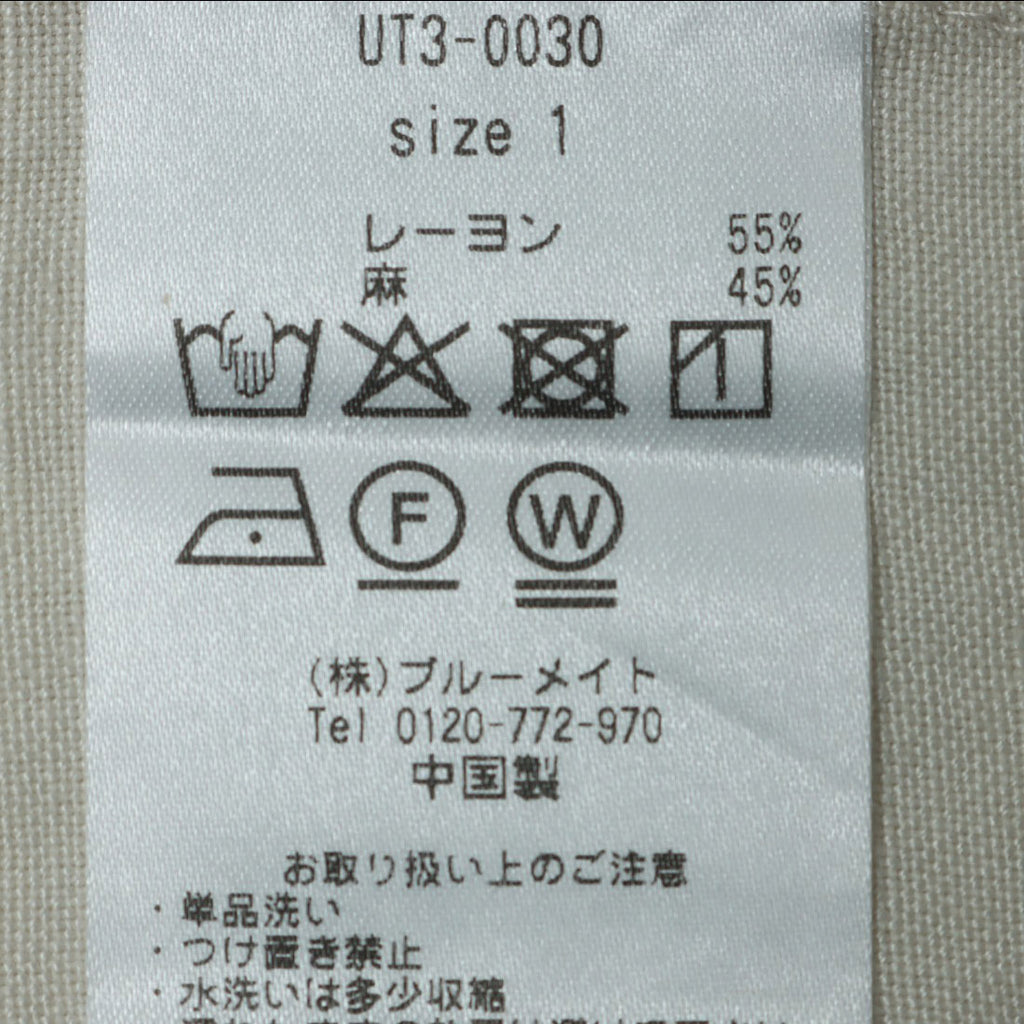 UT3-0030
size 1
レーヨン 55%
麻 45%
F W
(株)ブルーメイト
Tel 0120-772-970
中国製
お取り扱い上のご注意
・単品洗い
・つけ置き禁止
・水洗いは多少収縮